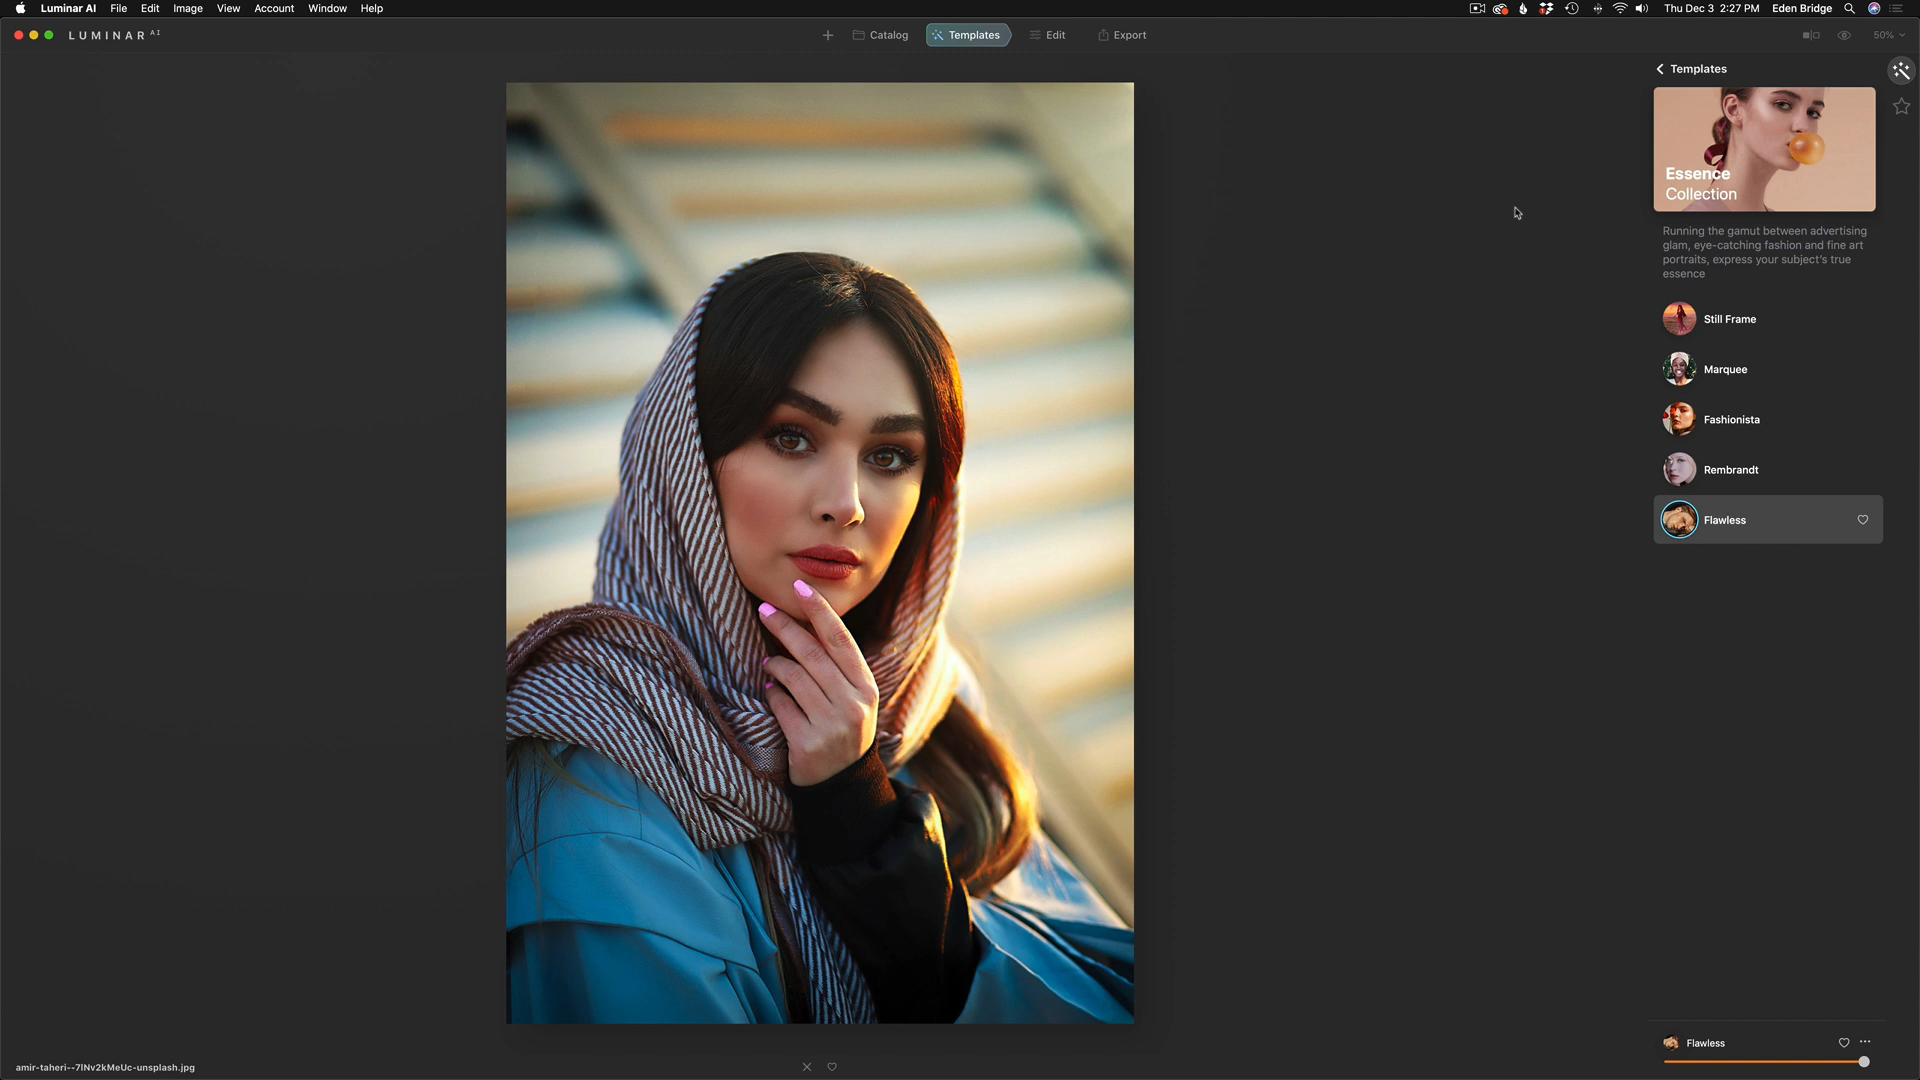 Luminar AI File Edit Image View Account Window Help
Thu Dec 3 2:27 PM Eden Bridge
LUMINAR AI
Catalog Templates Edit Export
50%
Templates
Essence
Collection
Running the gamut between advertising
glam, eye-catching fashion and fine art
portraits, express your subject's true
essence
Still Frame
Marquee
Fashionista
Rembrandt
Flawless
Flawless
amir-taheri--7INv2kMeUc-unsplash.jpg